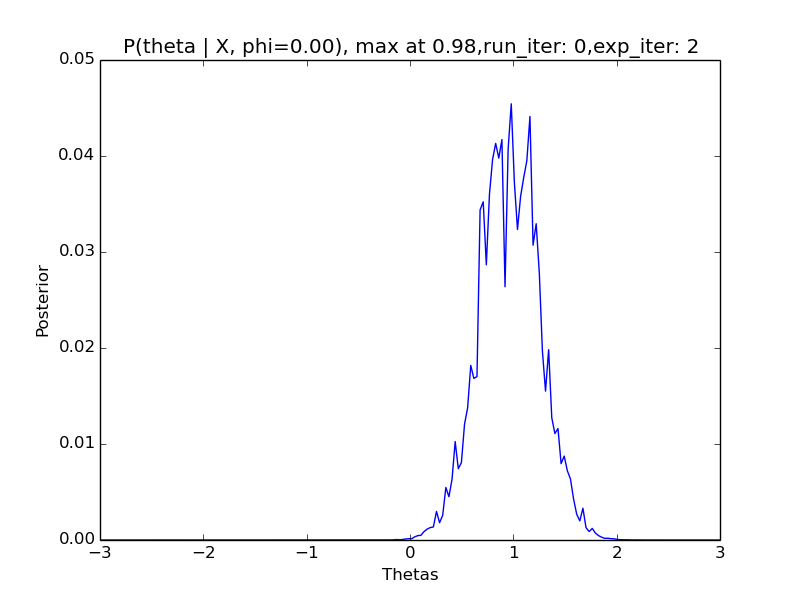 P(theta | X, phi=0.00), max at 0.98,run_iter: 0,exp_iter: 2
0.05
0.04
0.03
0.02
0.01
0.00
Posterior
−3 −2 −1 0 1 2 3
Thetas